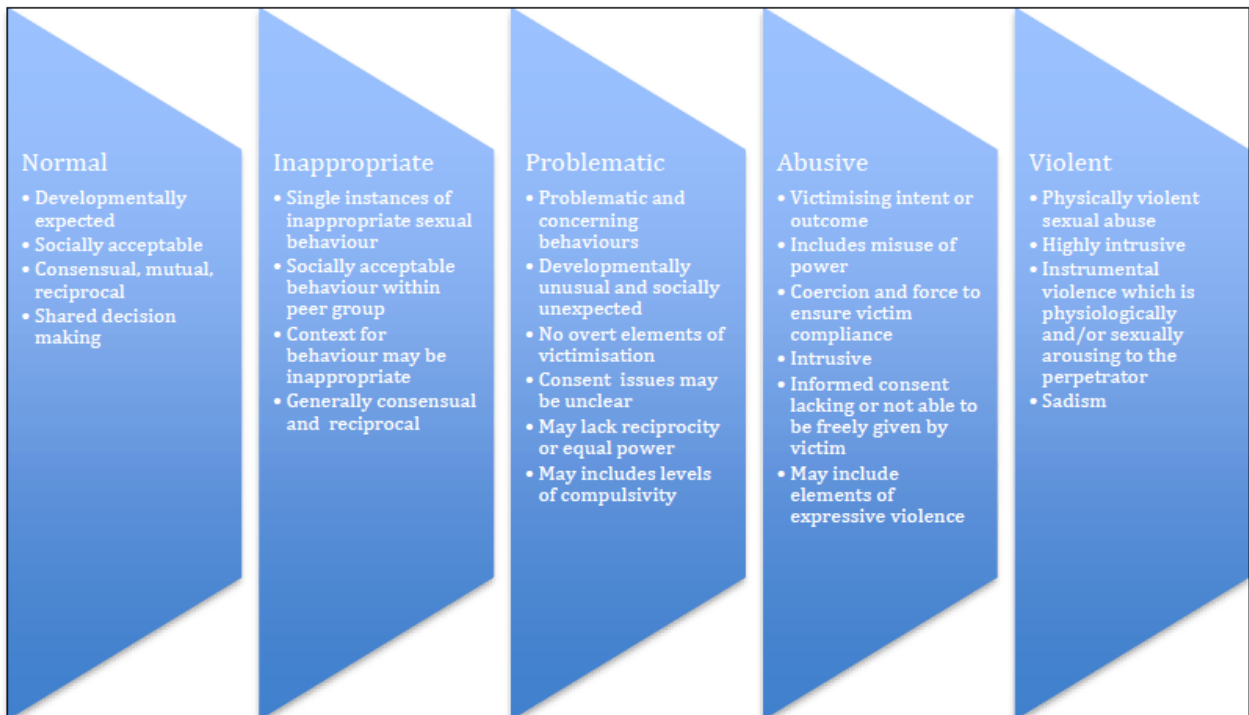 Normal
• Developmentally
expected
• Socially acceptable
• Consensual, mutual,
reciprocal
• Shared decision
making
Inappropriate
• Single instances of
inappropriate sexual
behaviour
• Socially acceptable
behaviour within
peer group
• Context for
behaviour may be
inappropriate
• Generally consensual
and reciprocal
Problematic
• Problematic and
concerning
behaviours
• Developmentally
unusual and socially
unexpected
• No overt elements of
victimisation
• Consent issues may
be unclear
• May lack reciprocity
or equal power
• May includes levels
of compulsivity
Abusive
• Victimising intent or
outcome
• Includes misuse of
power
• Coercion and force to
ensure victim
compliance
• Intrusive
• Informed consent
lacking or not able to
be freely given by
victim
• May include
elements of
expressive violence
Violent
• Physically violent
sexual abuse
• Highly intrusive
• Instrumental
violence which is
physiologically
and/or sexually
arousing to the
perpetrator
• Sadism